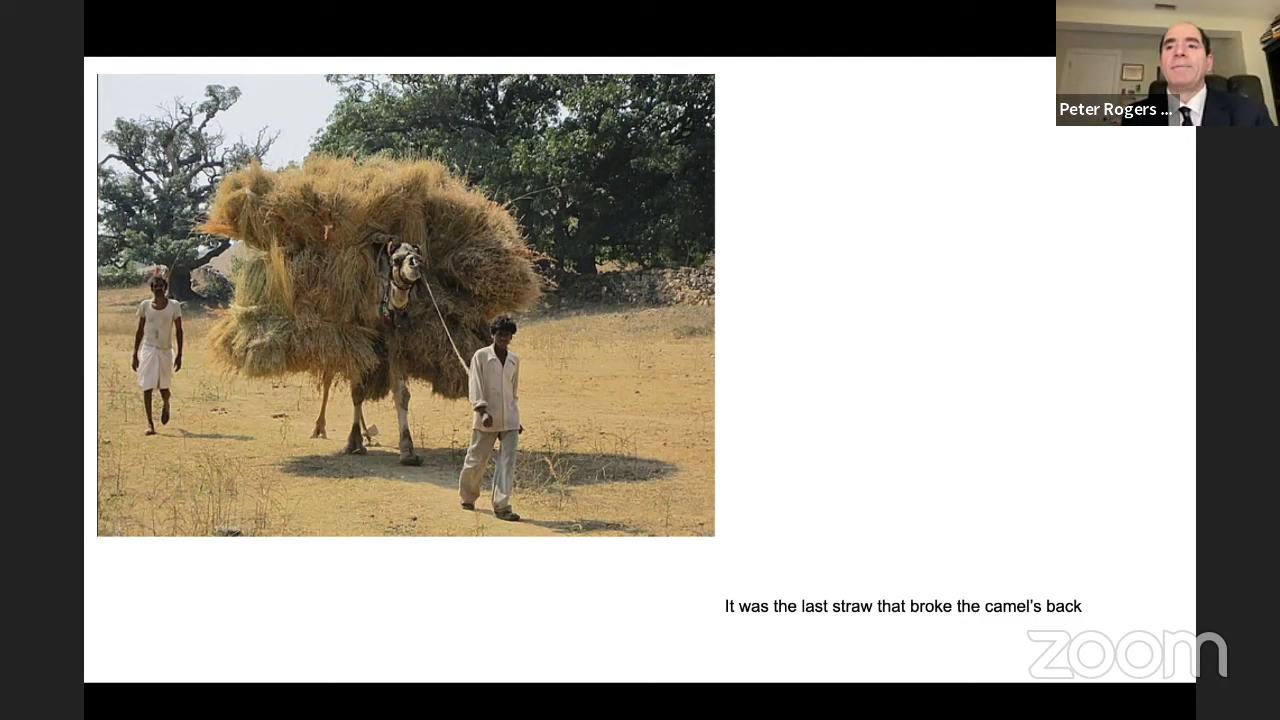 Peter Rogers ...
It was the last straw that broke the camel's back
zoom